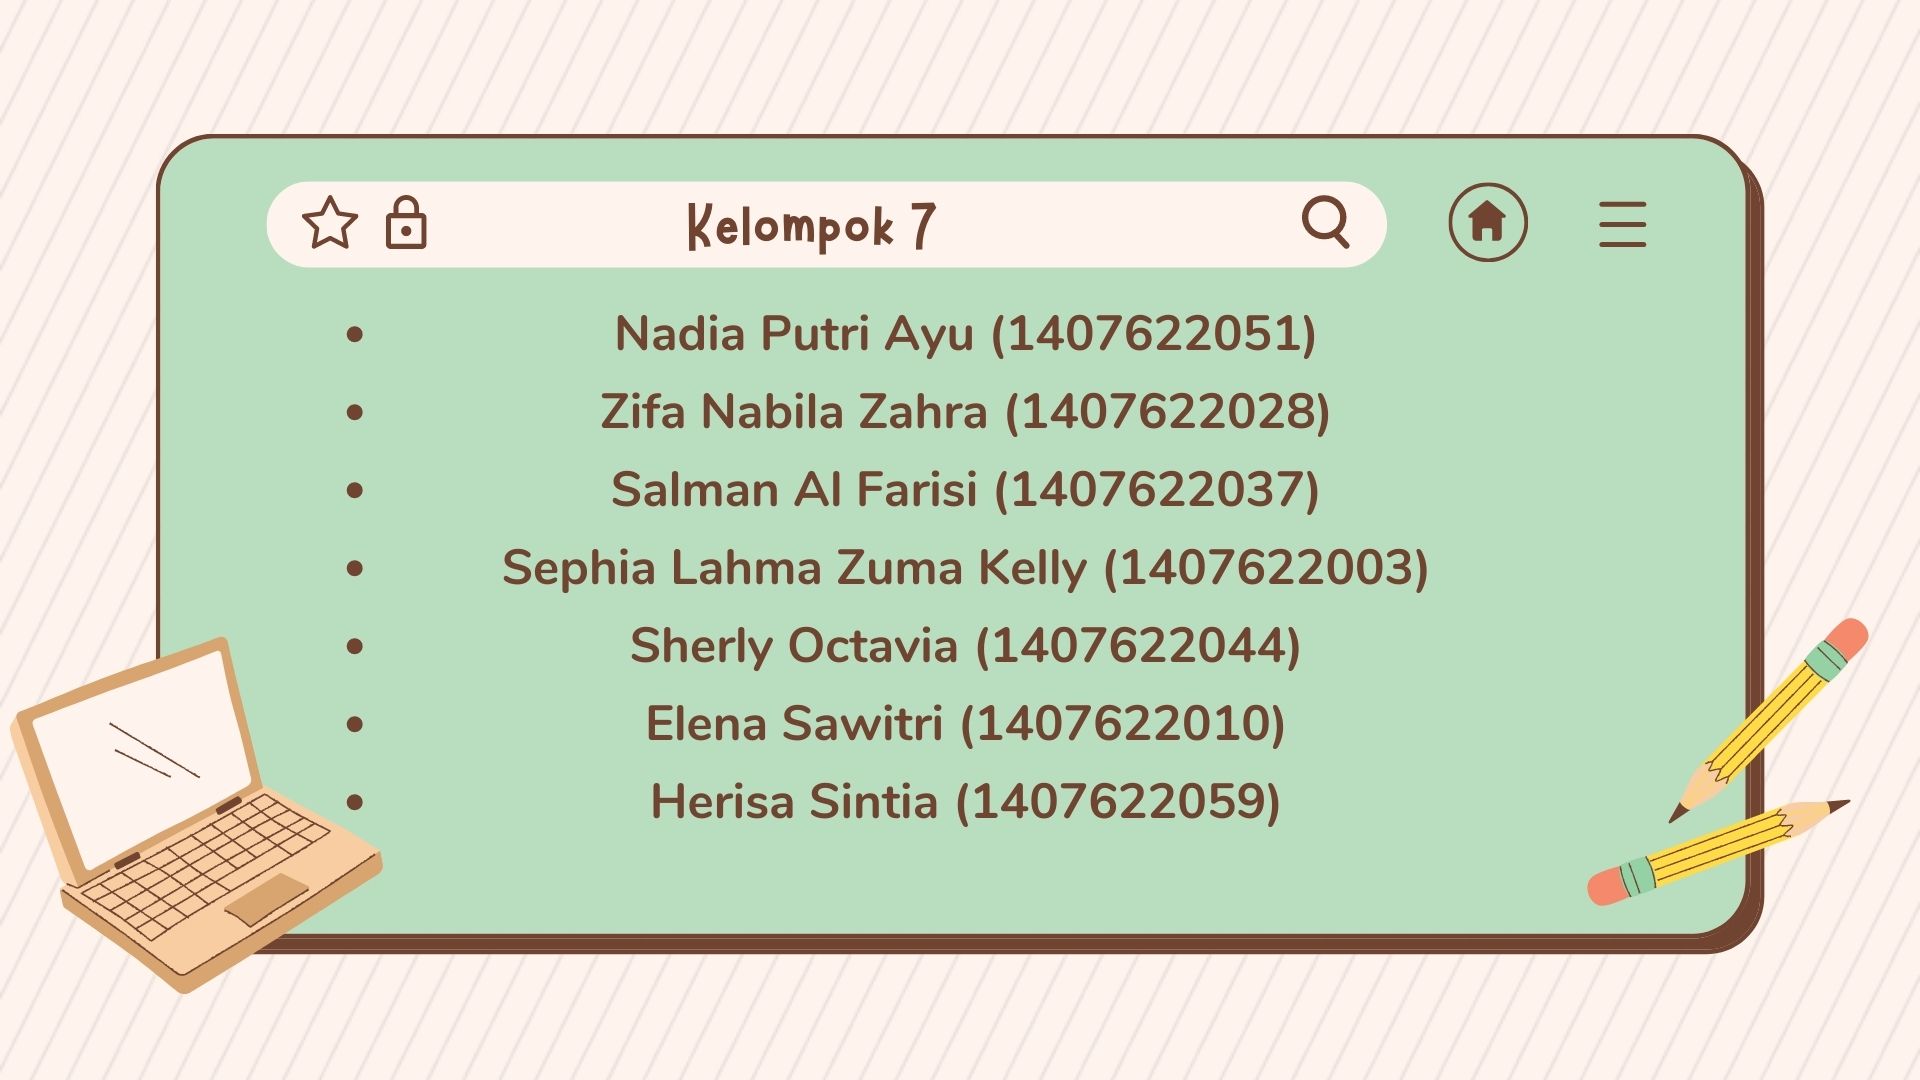 Kelompok 7
• Nadia Putri Ayu (1407622051)
• Zifa Nabila Zahra (1407622028)
• Salman Al Farisi (1407622037)
• Sephia Lahma Zuma Kelly (1407622003)
• Sherly Octavia (1407622044)
• Elena Sawitri (1407622010)
• Herisa Sintia (1407622059)